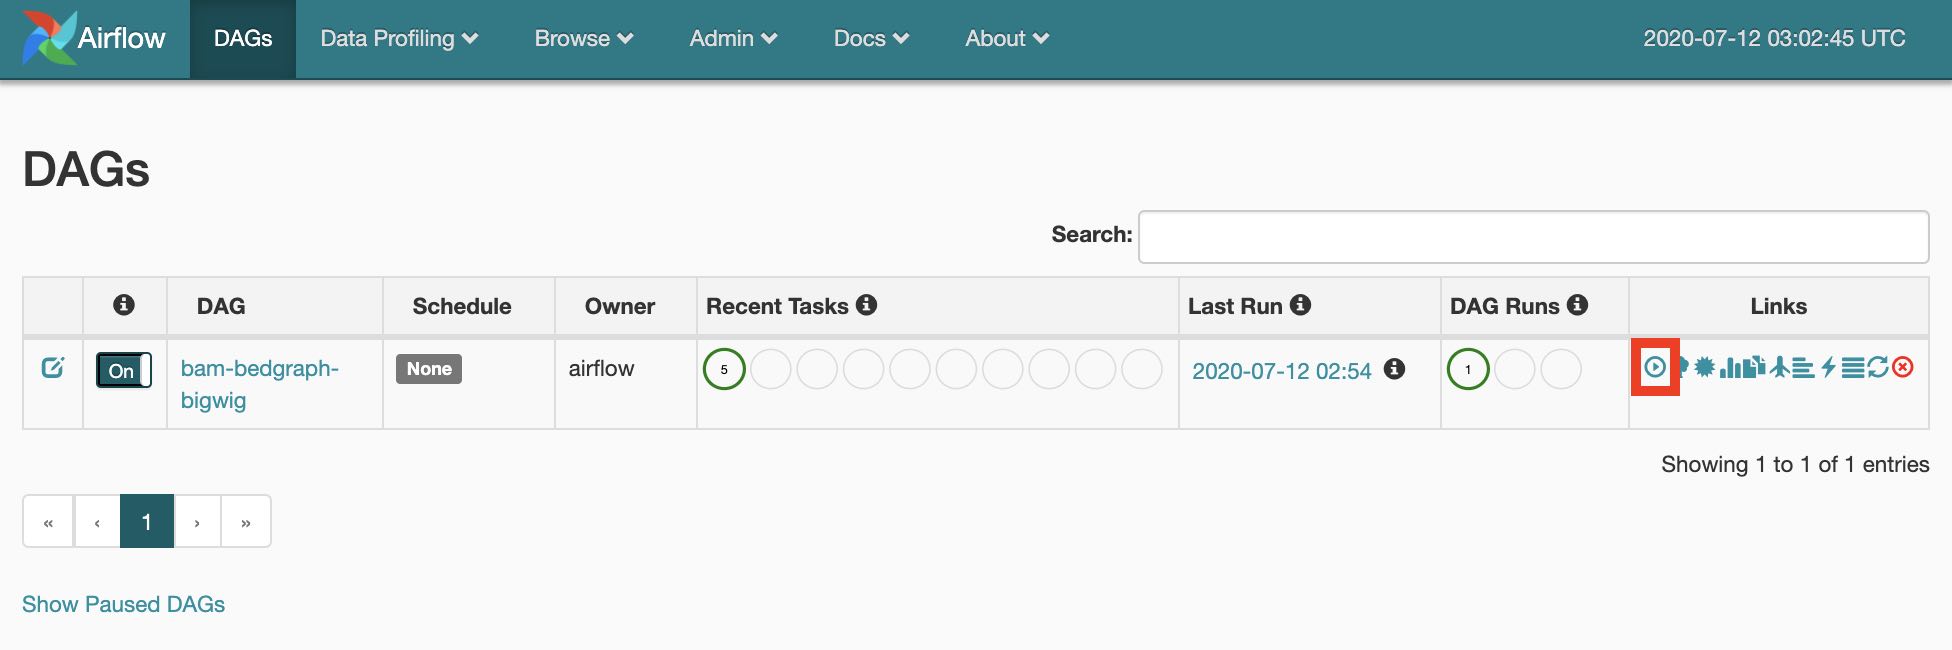 Airflow DAGs Data Profiling Browse Admin Docs About 2020-07-12 03:02:45 UTC
DAGs
Search:
DAG Schedule Owner Recent Tasks Last Run DAG Runs Links
On bam-bedgraph- None airflow 5 2020-07-12 02:54 1
bigwig
Showing 1 to 1 of 1 entries
« ‹ 1 › »
Show Paused DAGs